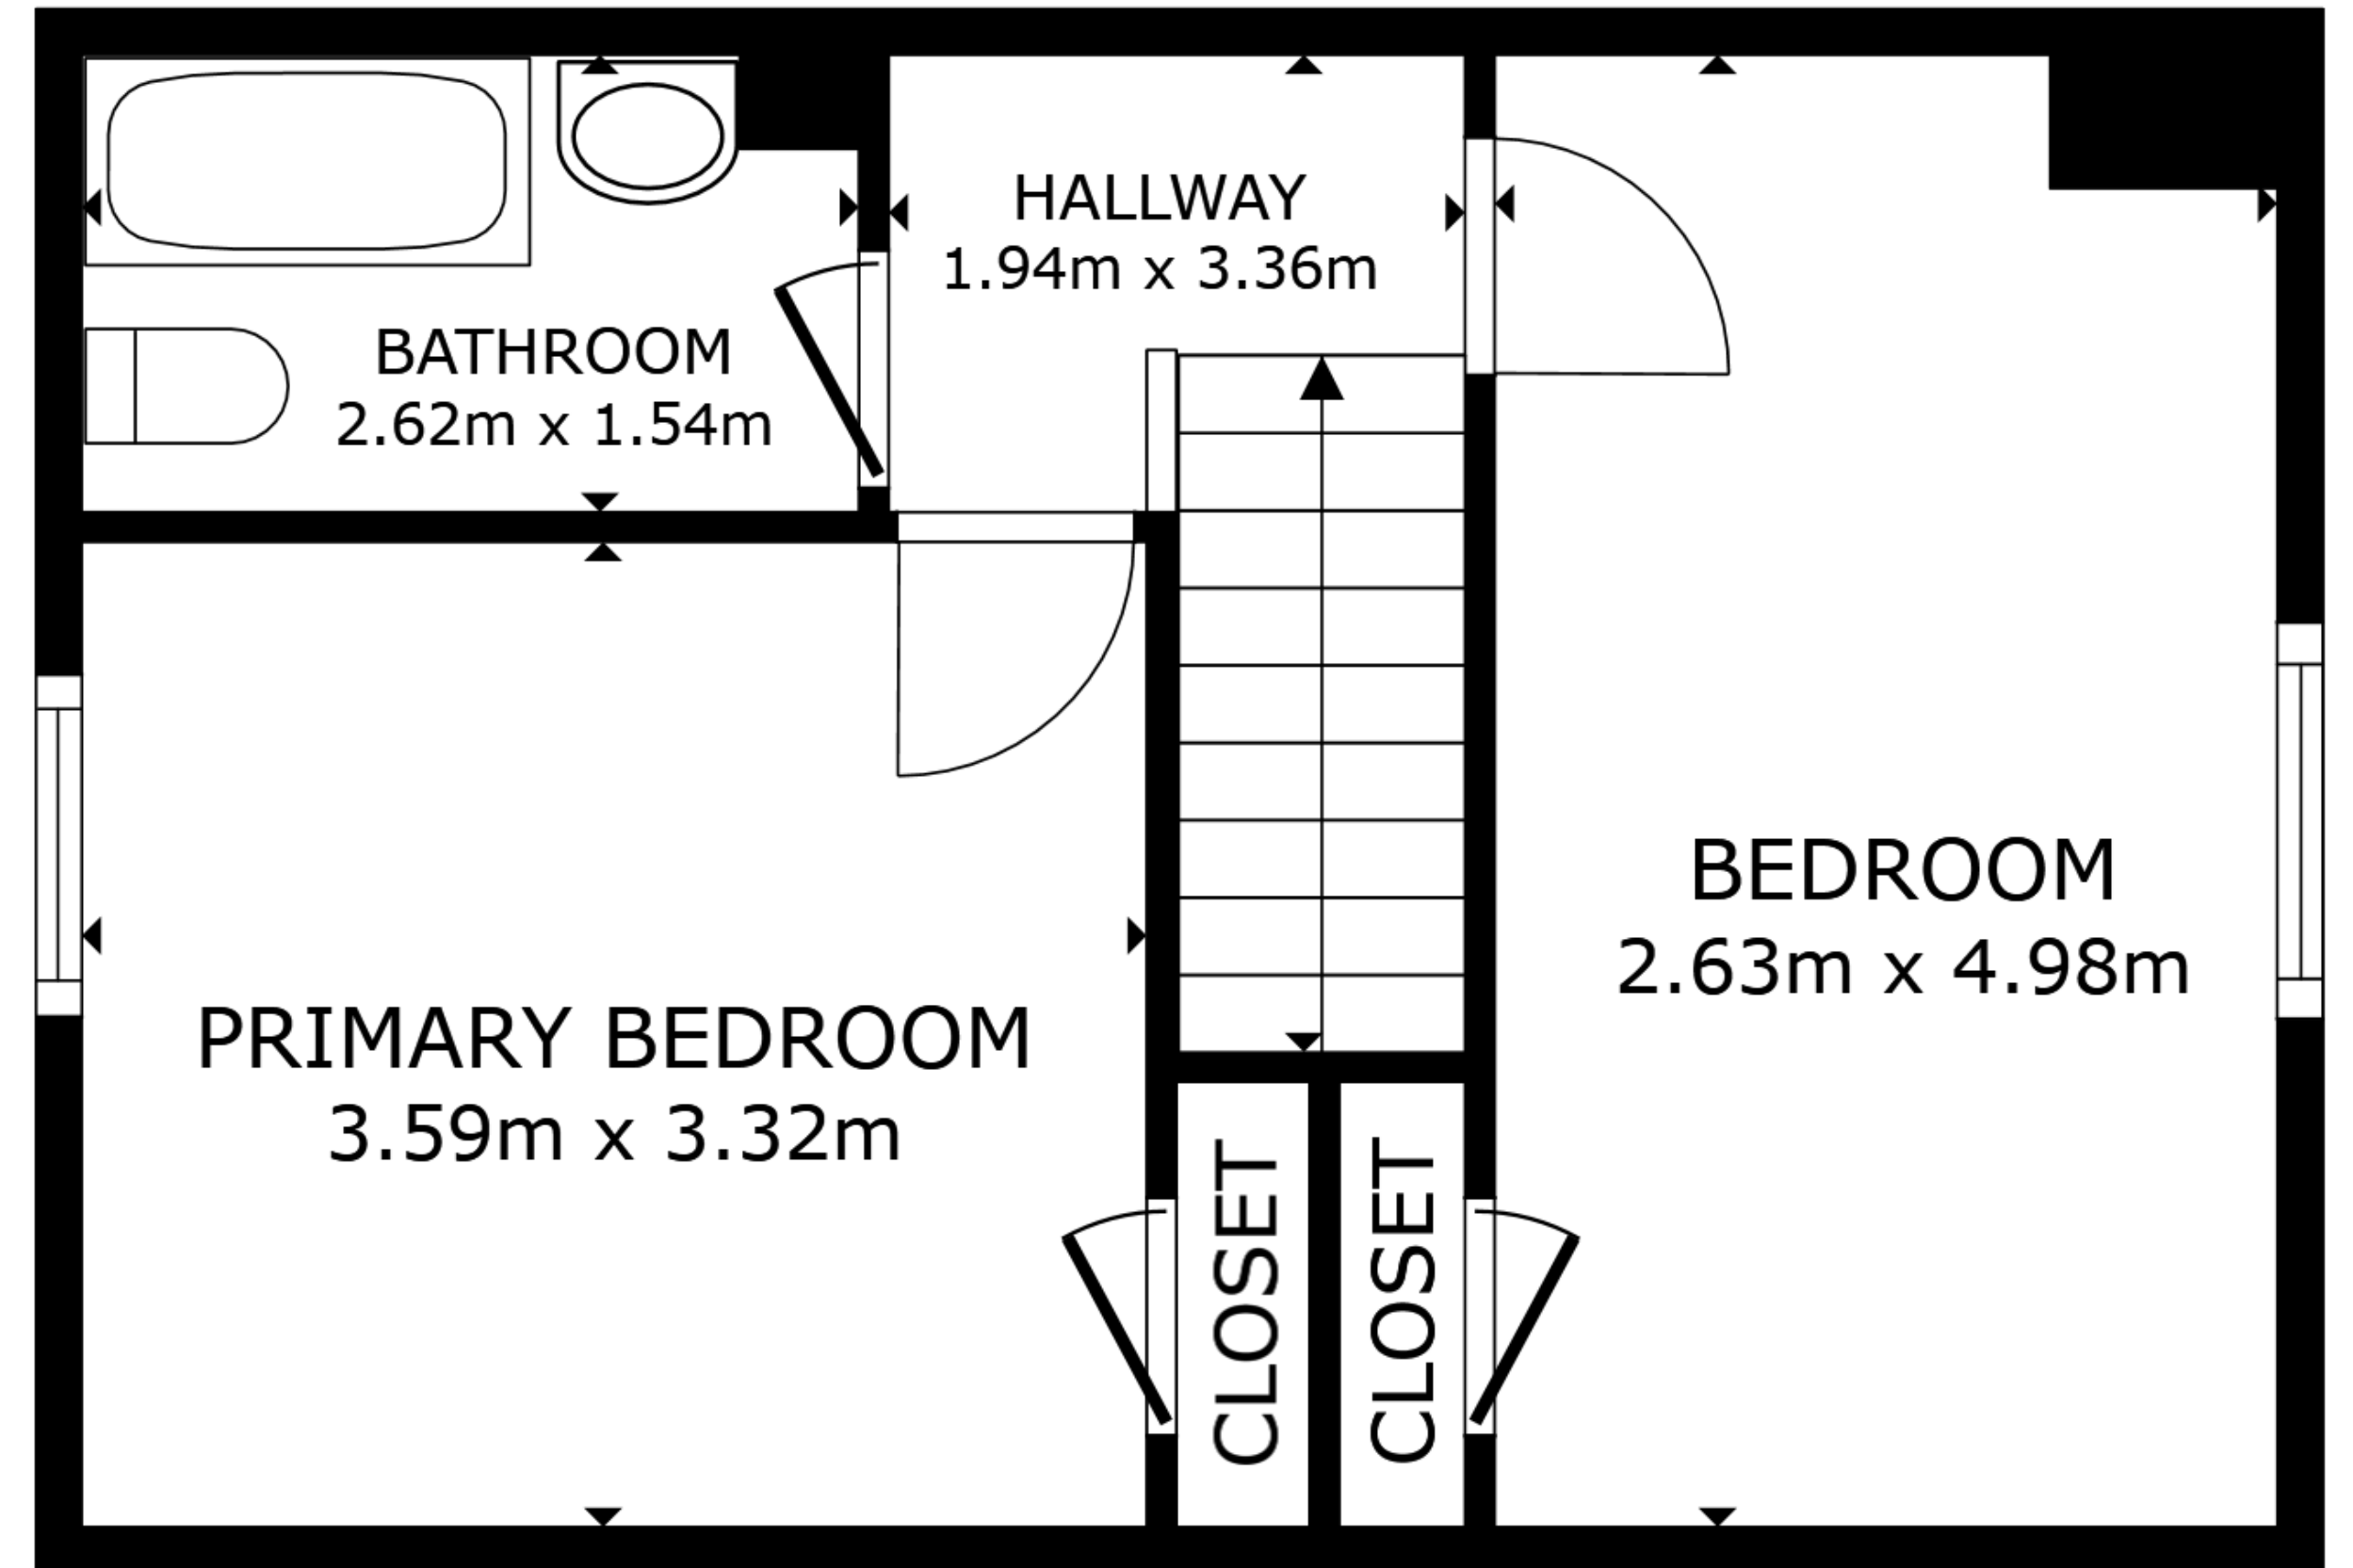 HALLWAY
1.94m x 3.36m
BATHROOM
2.62m x 1.54m
BEDROOM
2.63m x 4.98m
PRIMARY BEDROOM
3.59m x 3.32m
CLOSET
CLOSET